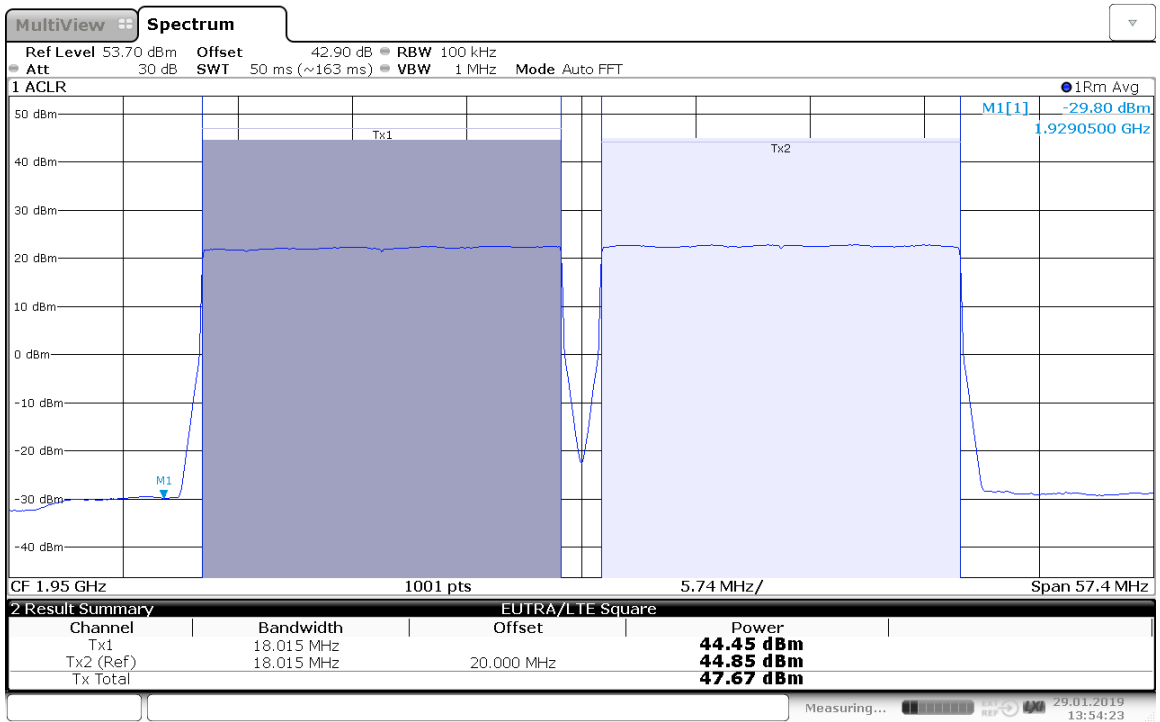 MultiView Spectrum
Ref Level 53.70 dBm Offset 42.90 dB RBW 100 kHz
Att 30 dB SWT 50 ms (~163 ms) VBW 1 MHz Mode Auto FFT
1 ACLR 1Rm Avg
M1[1] -29.80 dBm
1.9290500 GHz
50 dBm
Tx1
Tx2
40 dBm
30 dBm
20 dBm
10 dBm
0 dBm
-10 dBm
-20 dBm
M1
-30 dBm
-40 dBm
CF 1.95 GHz 1001 pts 5.74 MHz/ Span 57.4 MHz
2 Result Summary EUTRA/LTE Square
Channel Bandwidth Offset Power
Tx1 18.015 MHz 44.45 dBm
Tx2 (Ref) 18.015 MHz 20.000 MHz 44.85 dBm
Tx Total 47.67 dBm
Measuring... LXI 29.01.2019
13:54:23